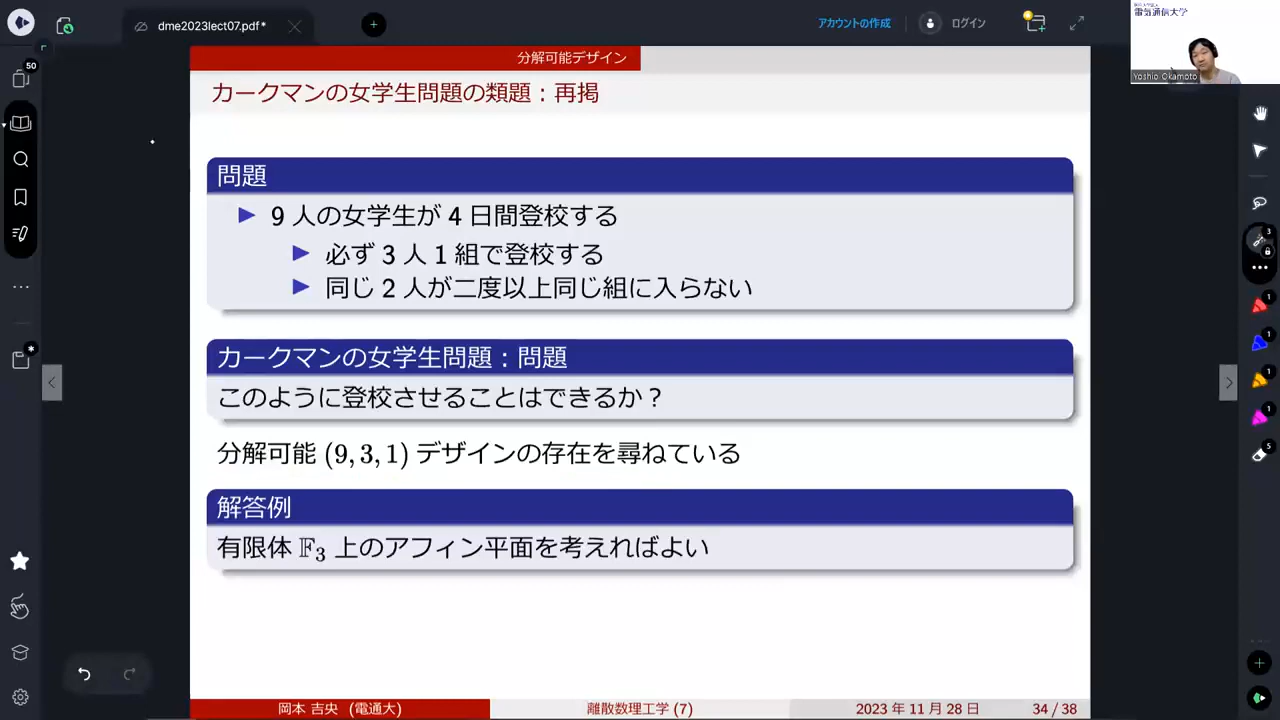 dme2023lect07.pdf*
アカウントの作成
ログイン
電気通信大学
Yoshio Okamoto
50
分解可能デザイン
カークマンの女学生問題の類題：再掲
問題
9 人の女学生が 4 日間登校する
必ず 3 人 1 組で登校する
同じ 2 人が二度以上同じ組に入らない
カークマンの女学生問題：問題
このように登校させることはできるか？
分解可能 (9, 3, 1) デザインの存在を尋ねている
解答例
有限体 𝔽₃ 上のアフィン平面を考えればよい
岡本 吉央 (電通大)
離散数理工学 (7)
2023 年 11 月 28 日
34 / 38
3
1
1
1
1
5